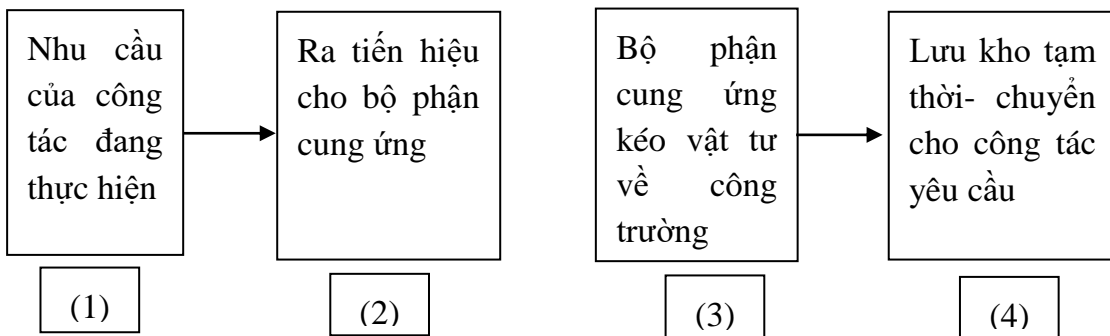 Nhu cầu
của công
tác đang
thực hiện
Ra tiến hiệu
cho bộ phận
cung ứng
Bộ phận
cung ứng
kéo vật tư
về công
trường
Lưu kho tạm
thời- chuyển
cho công tác
yêu cầu
(1)
(2)
(3)
(4)